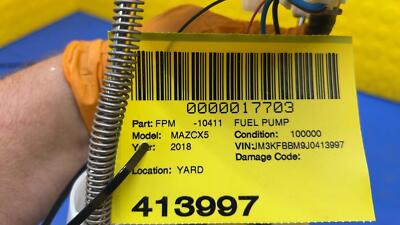 0000017703
Part: FPM -10411 FUEL PUMP
Model: MAZCX5 Condition: 100000
Year: 2018 VIN:JM3KFBBM9J0413997
Damage Code:
Location: YARD
413997